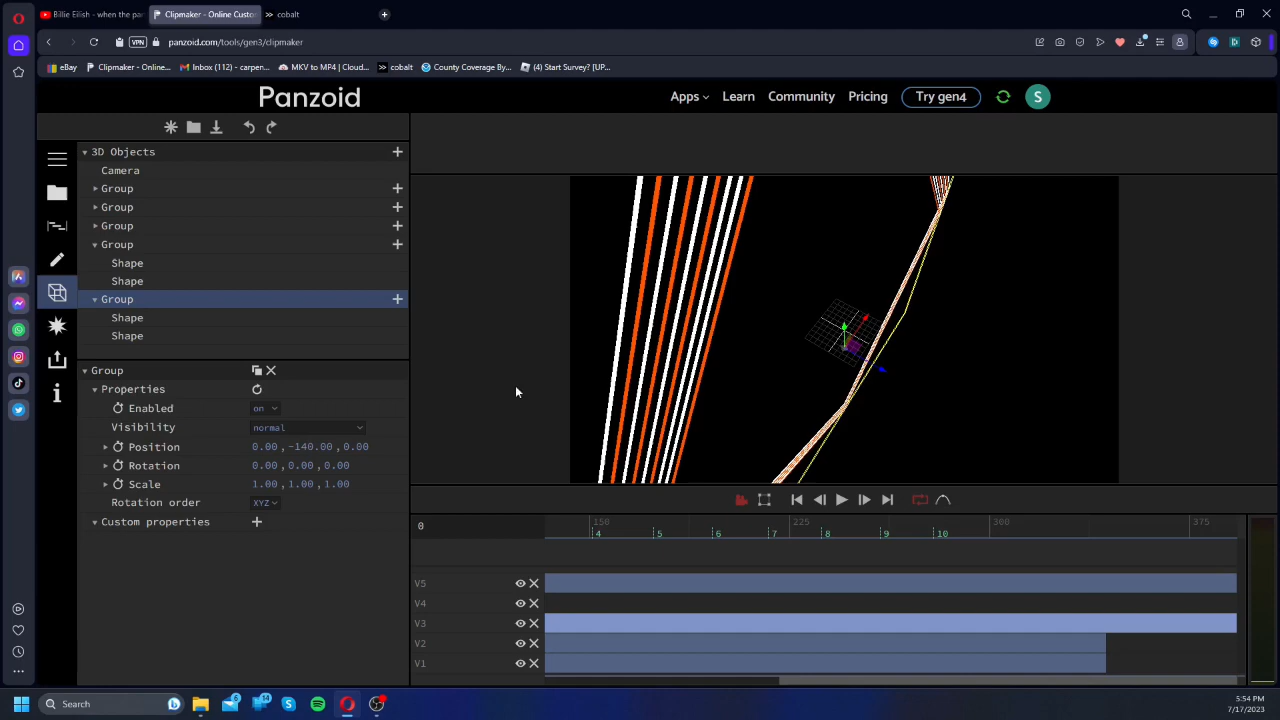 Billie Eilish - when the pa
Clipmaker - Online Custo
cobalt
VPN
panzoid.com/tools/gen3/clipmaker
eBay
Clipmaker - Online...
Inbox (112) - carpen...
MKV to MP4 | Cloud...
cobalt
County Coverage By...
(4) Start Survey? [UP...
Panzoid
Apps
Learn
Community
Pricing
Try gen4
S
3D Objects
Camera
Group
Group
Group
Group
Shape
Shape
Group
Shape
Shape
Group
Properties
Enabled
on
Visibility
normal
Position
0.00 , -140.00 , 0.00
Rotation
0.00 , 0.00 , 0.00
Scale
1.00 , 1.00 , 1.00
Rotation order
XYZ
Custom properties
0
150
225
300
375
4
5
6
7
8
9
10
V5
V4
V3
V2
V1
Search
5:54 PM
7/17/2023